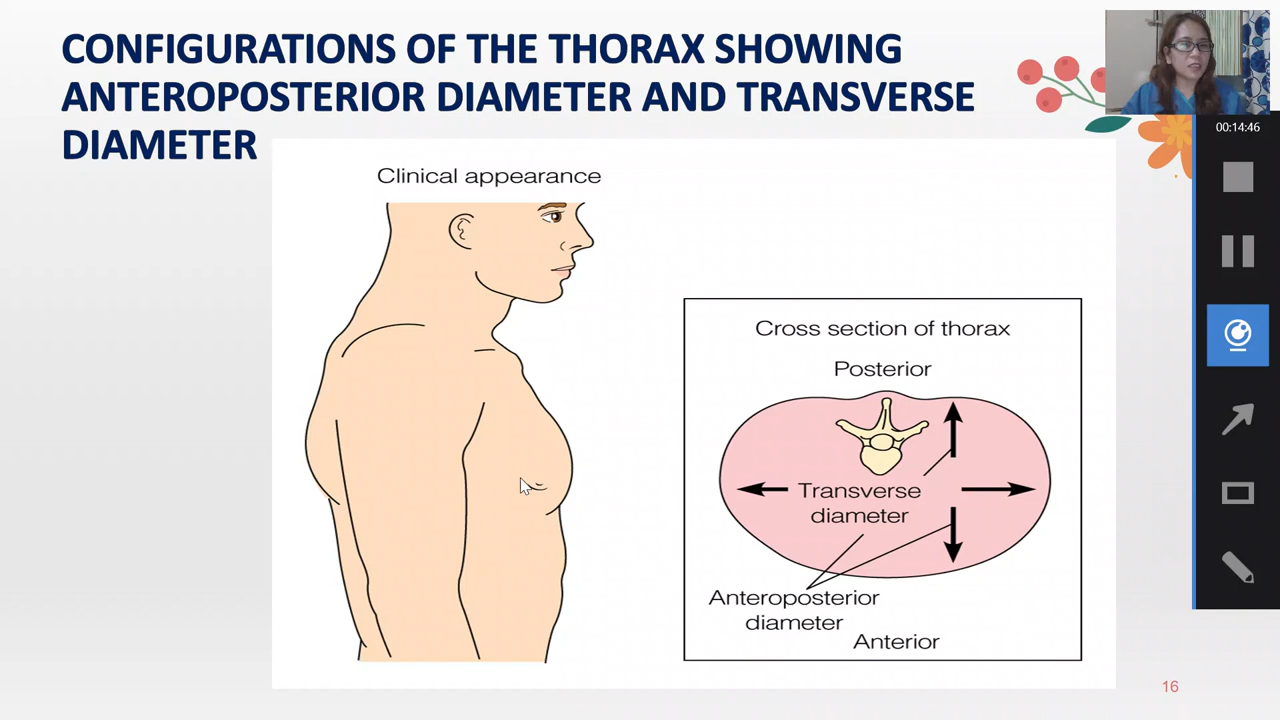 CONFIGURATIONS OF THE THORAX SHOWING
ANTEROPOSTERIOR DIAMETER AND TRANSVERSE
DIAMETER
Clinical appearance
Cross section of thorax
Posterior
Transverse
diameter
Anteroposterior
diameter
Anterior
16
00:14:46